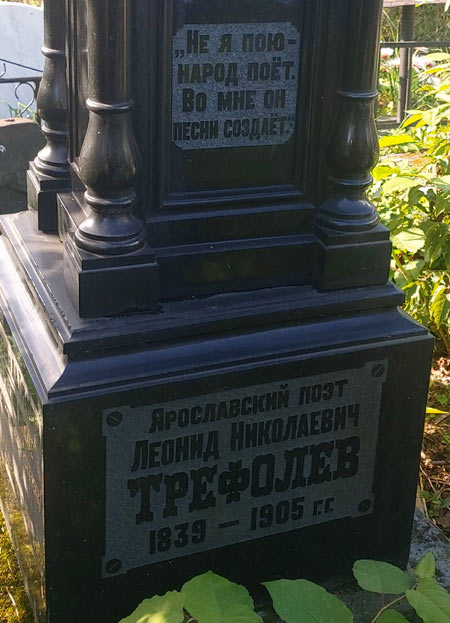 „Не я пою-
народ поёт.
Во мне он
песни создаёт."
Ярославский поэт
Леонид Николаевич
ТРЕФОЛЕВ
1839 – 1905 г.г.